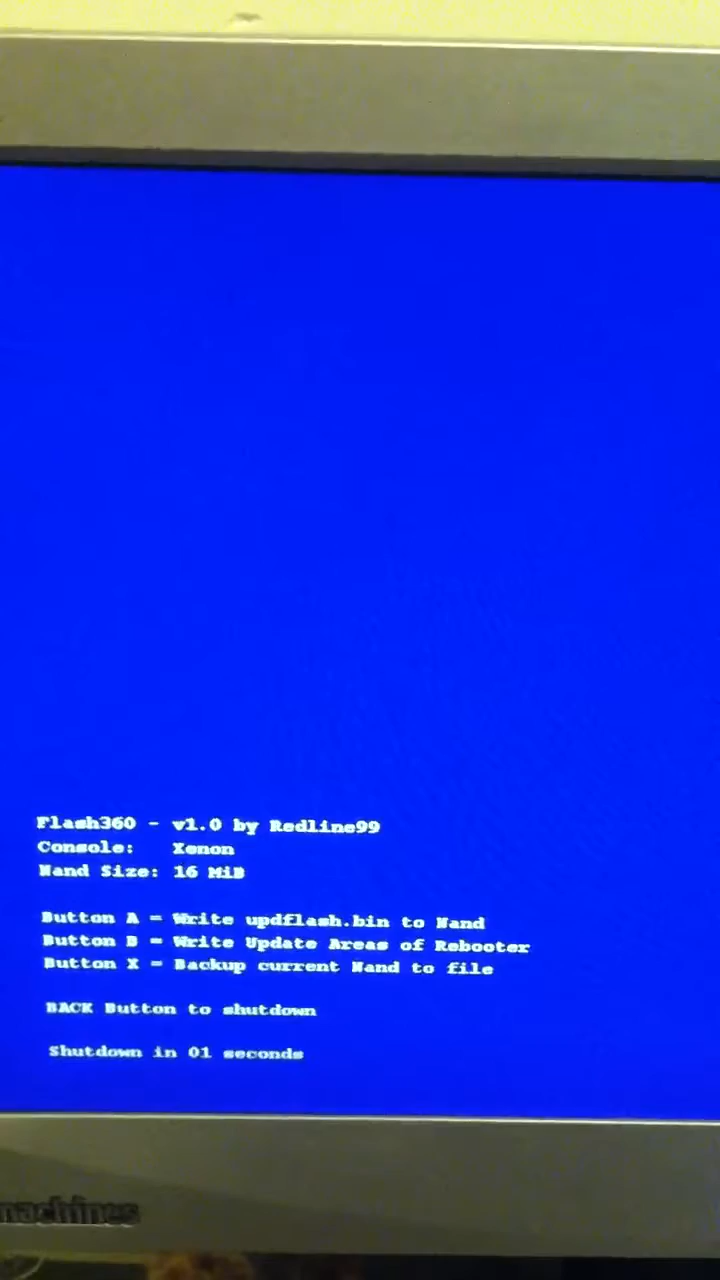 Flash360 - v1.0 by Redline99
Console: Xenon
Nand Size: 16 MiB
Button A = Write updflash.bin to Nand
Button B = Write Update Areas of Rebooter
Button X = Backup current Nand to file
BACK Button to shutdown
Shutdown in 01 seconds
machines